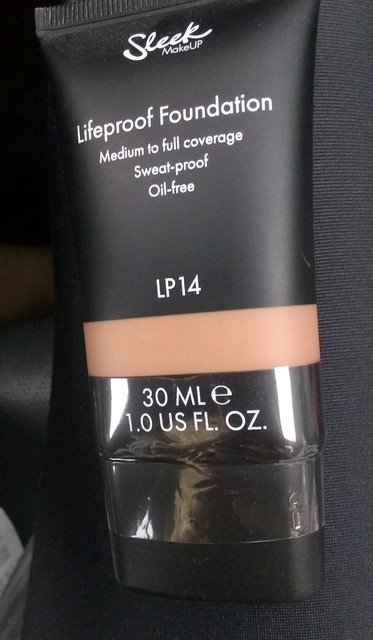 Sleek
MakeUP
Lifeproof Foundation
Medium to full coverage
Sweat-proof
Oil-free
LP14
30 ML ℮
1.0 US FL. OZ.